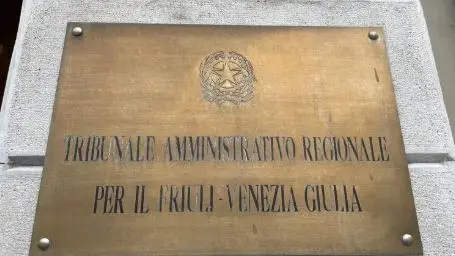 TRIBUNALE AMMINISTRATIVO REGIONALE
PER IL FRIULI-VENEZIA GIULIA